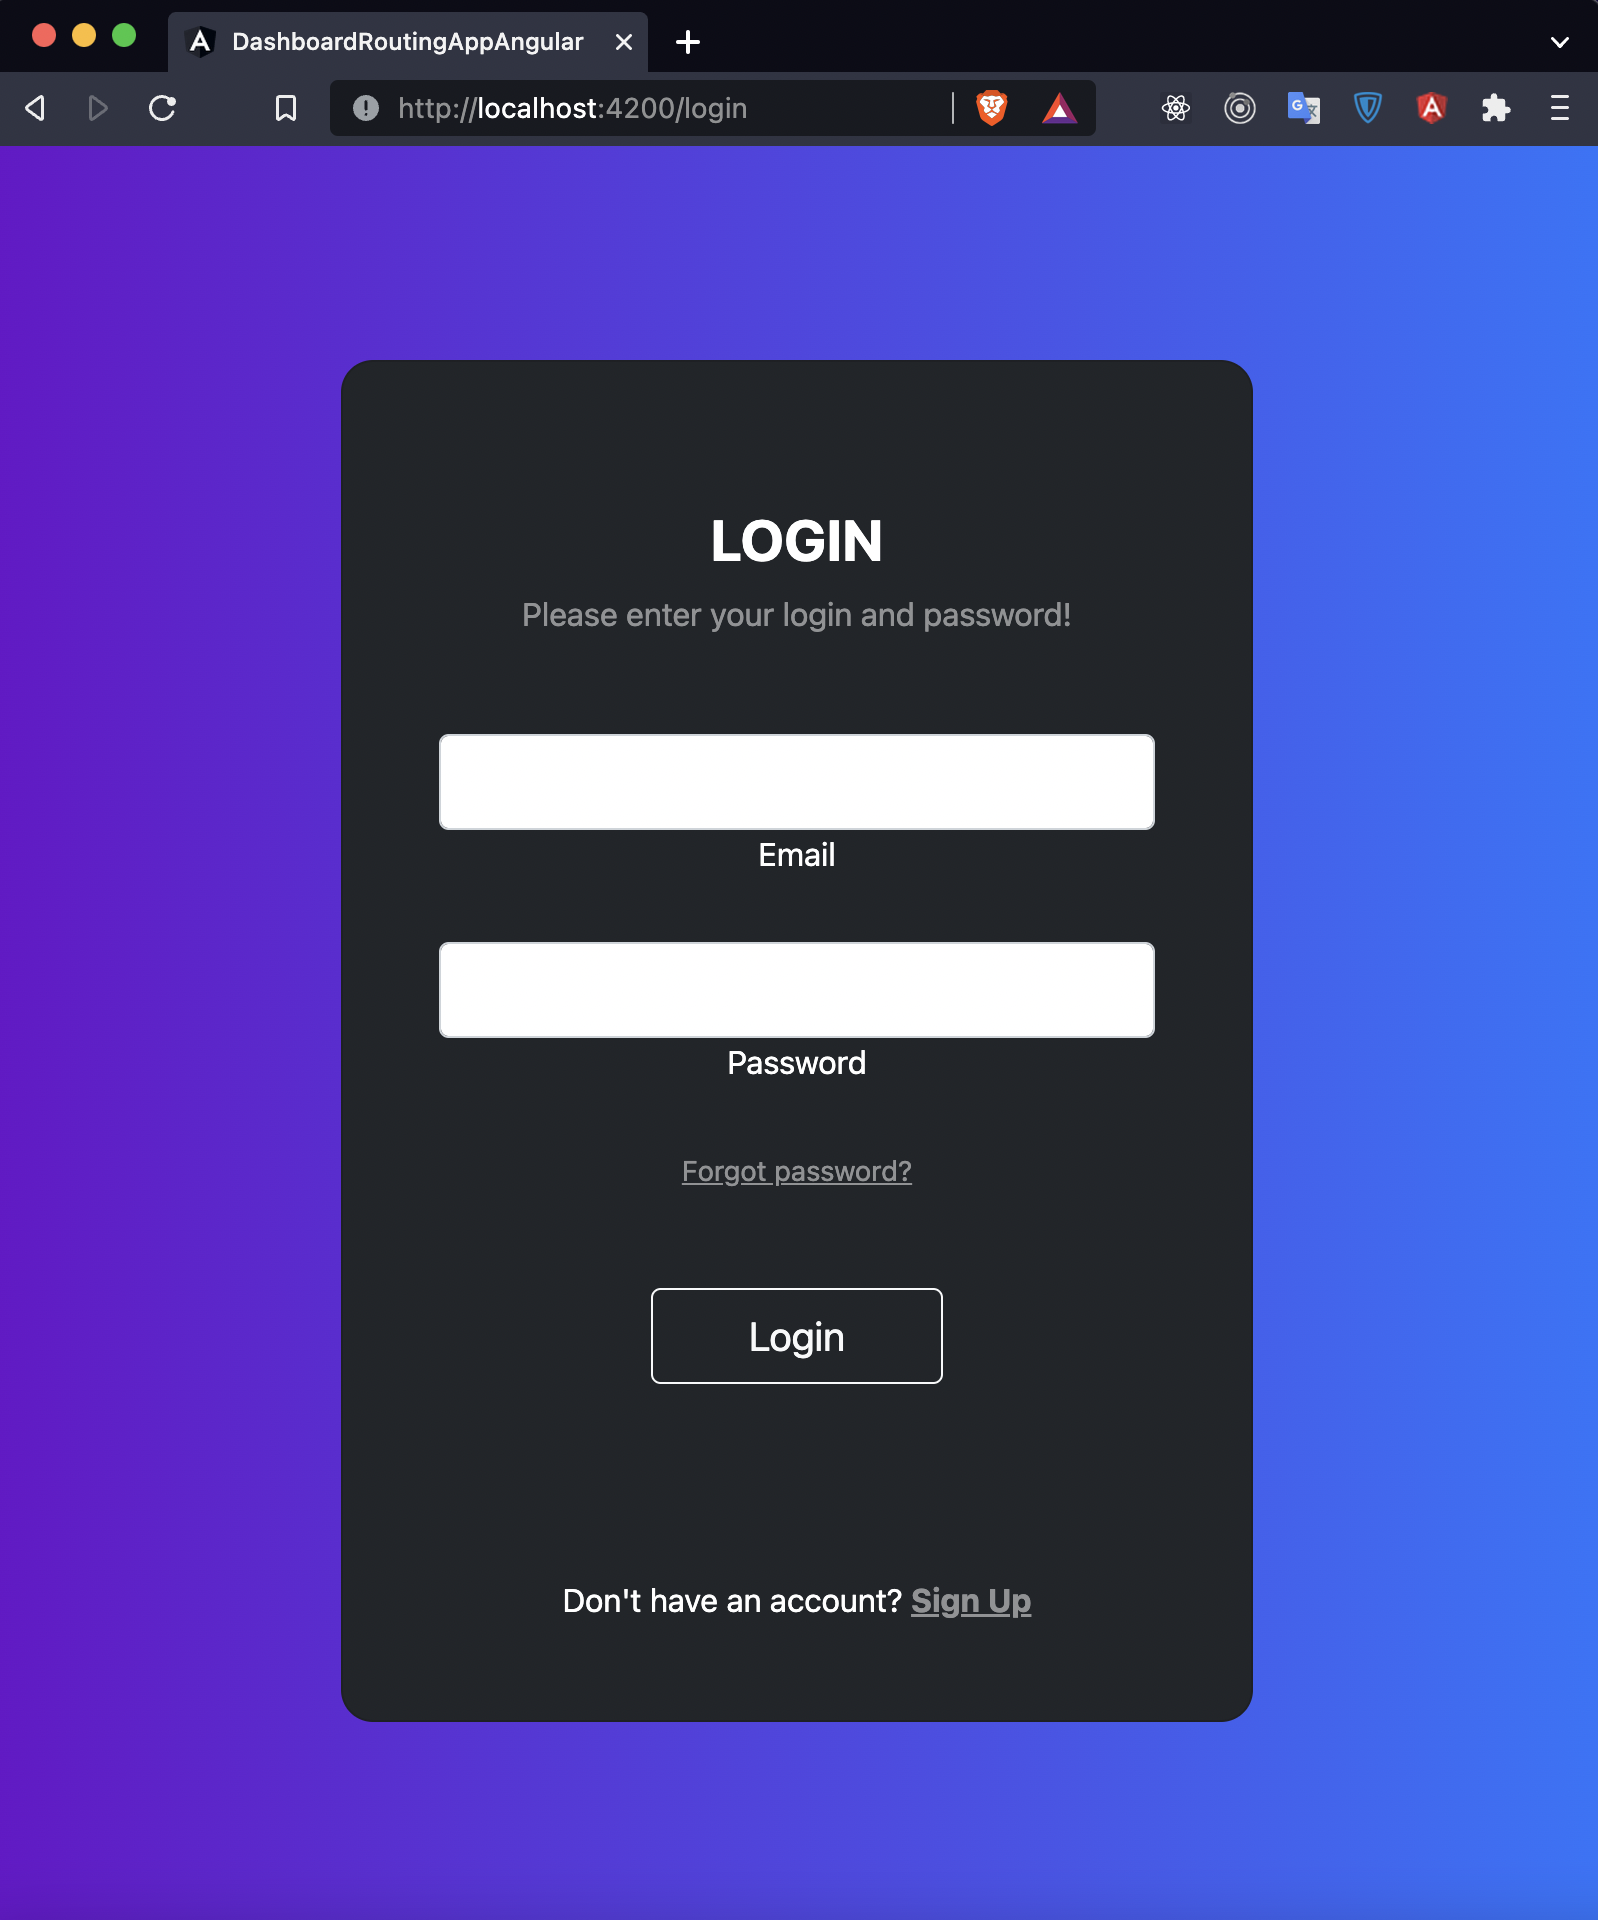 DashboardRoutingAppAngular
http://localhost:4200/login
LOGIN
Please enter your login and password!
Email
Password
Forgot password?
Login
Don't have an account? Sign Up